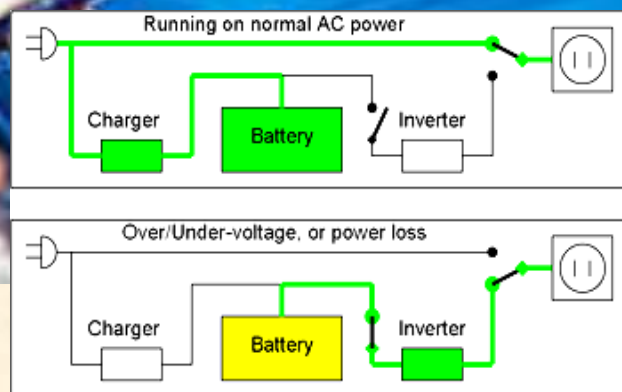 Running on normal AC power
Charger
Battery
Inverter
Over/Under-voltage, or power loss
Charger
Battery
Inverter